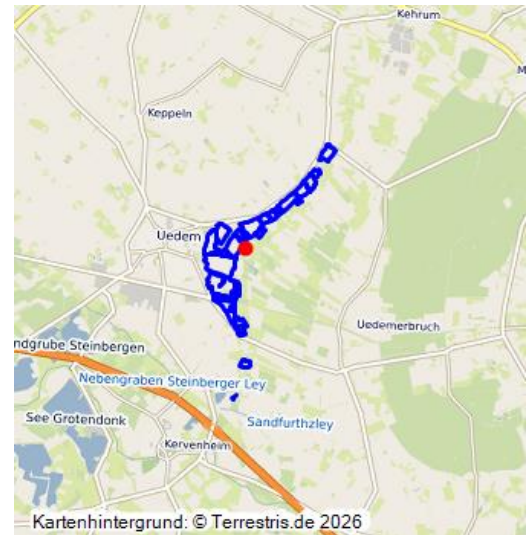 Kehrum
M
Keppeln
Uedem
Uedemerbruch
ndgrube Steinbergen
Nebengraben Steinberger Ley
See Grotendonk
Sandfurthzley
Kervenheim
Kartenhintergrund: © Terrestris.de 2026